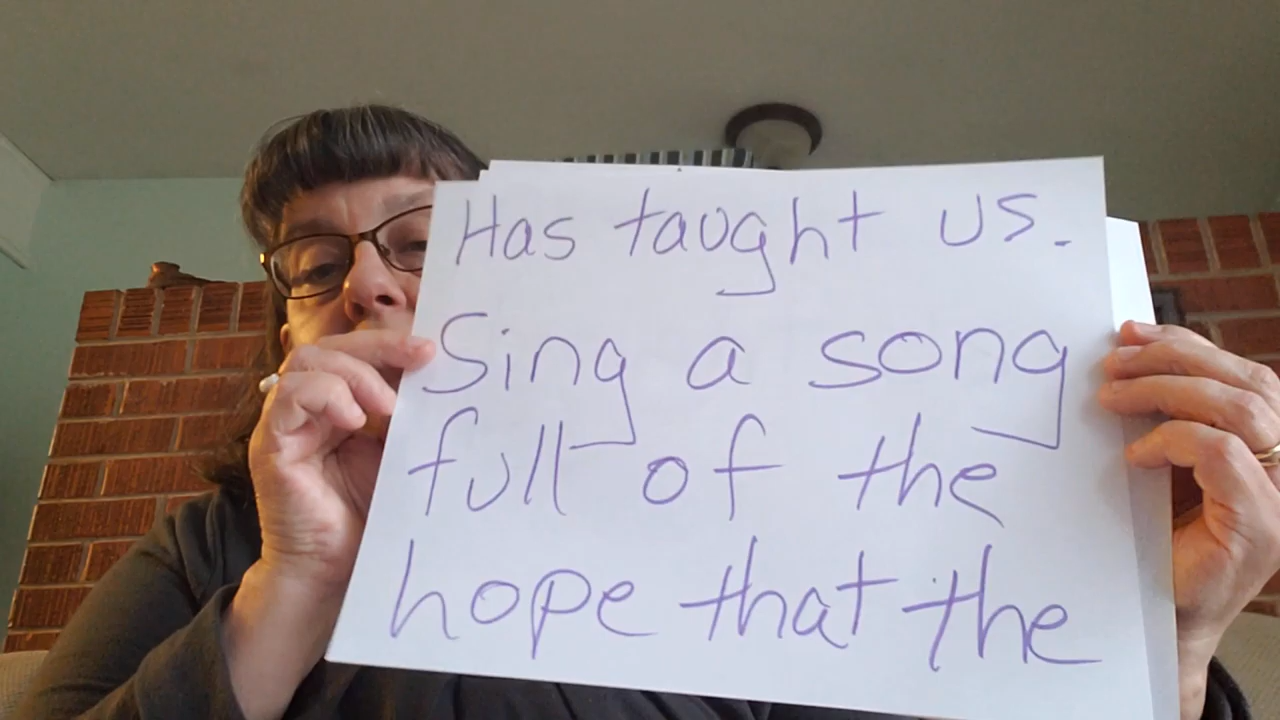 Has taught us.
Sing a song
full of the
hope that the